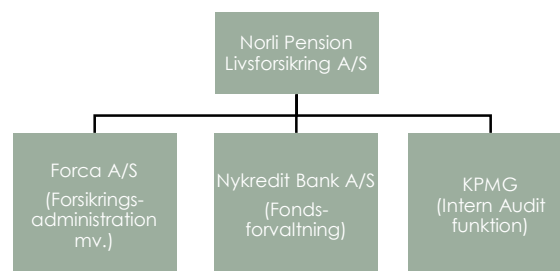 Norli Pension
Livsforsikring A/S
Forca A/S
(Forsikrings-
administration
mv.)
Nykredit Bank A/S
(Fonds-
forvaltning)
KPMG
(Intern Audit
funktion)